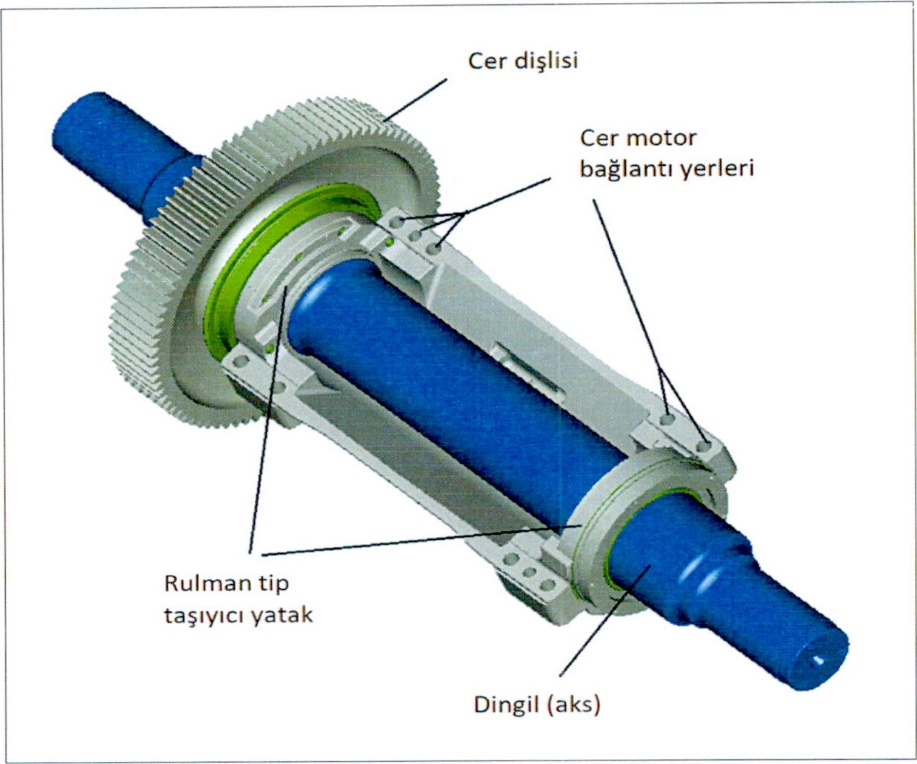 Cer dişlisi
Cer motor
bağlantı yerleri
Rulman tip
taşıyıcı yatak
Dingil (aks)